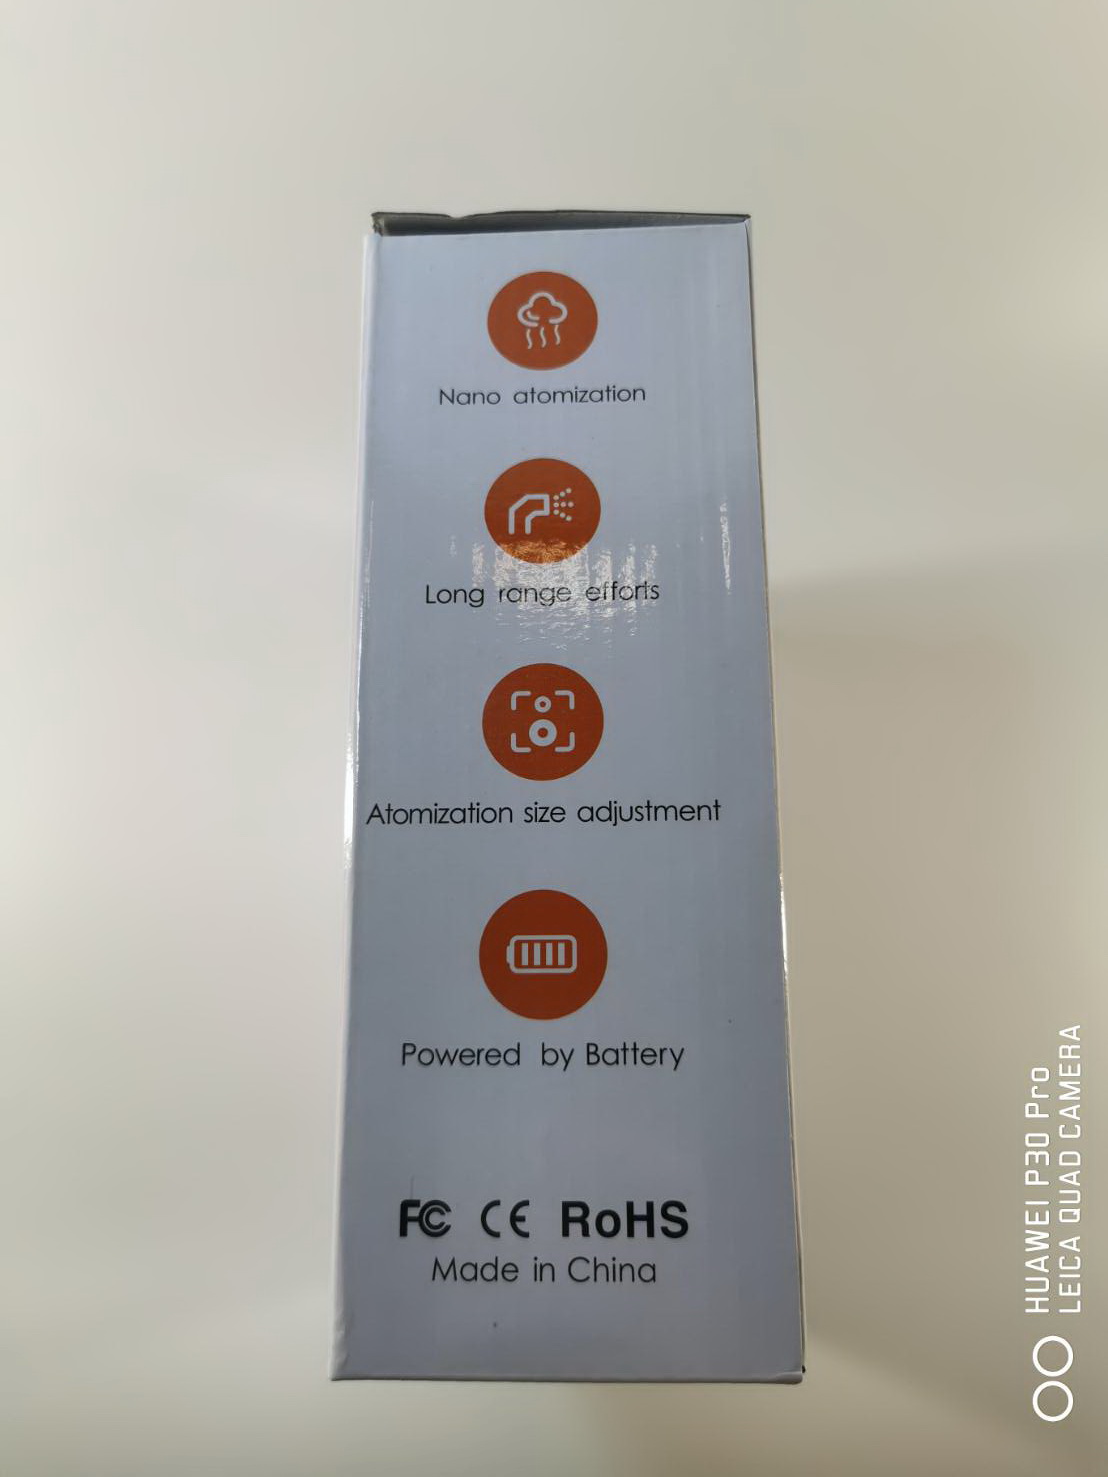 Nano atomization
Long range efforts
Atomization size adjustment
Powered by Battery
FC CE RoHS
Made in China
HUAWEI P30 Pro
LEICA QUAD CAMERA